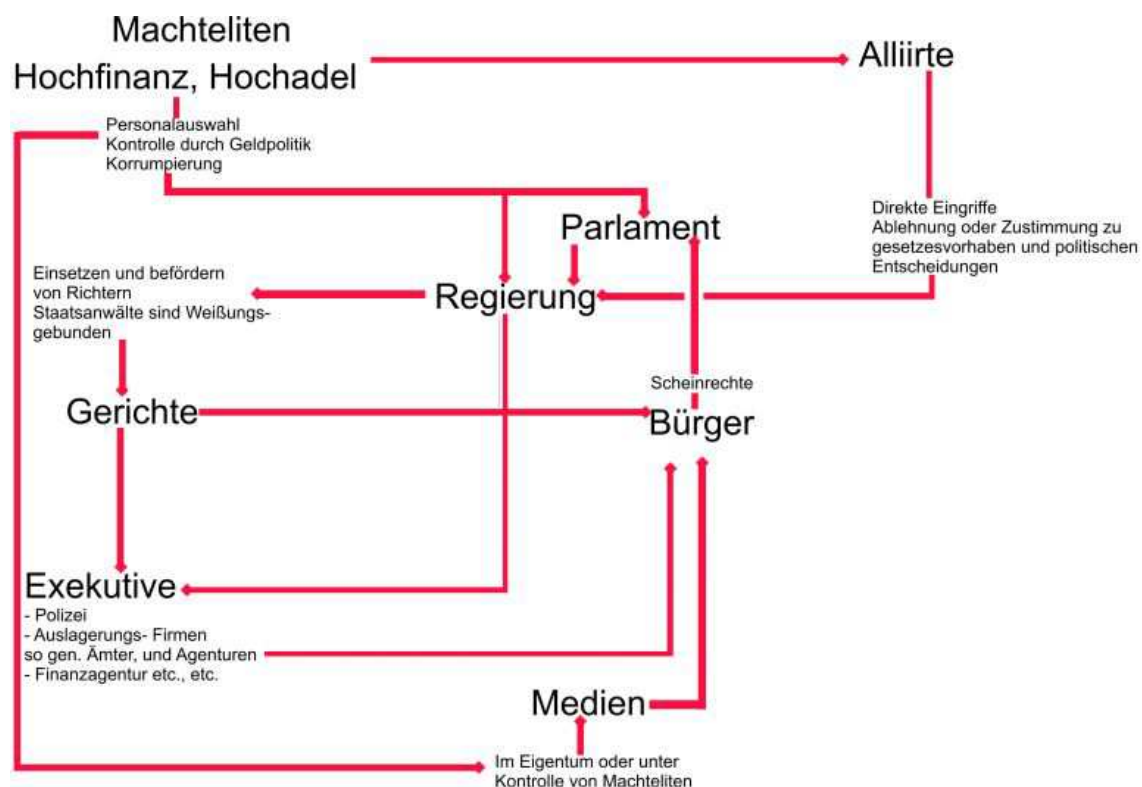 Machteliten
Hochfinanz, Hochadel
Alliirte
Personalauswahl
Kontrolle durch Geldpolitik
Korrumpierung
Direkte Eingriffe
Ablehnung oder Zustimmung zu
gesetzesvorhaben und politischen
Entscheidungen
Parlament
Regierung
Einsetzen und befördern
von Richtern
Staatsanwälte sind Weißungs-
gebunden
Scheinrechte
Gerichte
Bürger
Exekutive
- Polizei
- Auslagerungs- Firmen
so gen. Ämter, und Agenturen
- Finanzagentur etc., etc.
Medien
Im Eigentum oder unter
Kontrolle von Machteliten